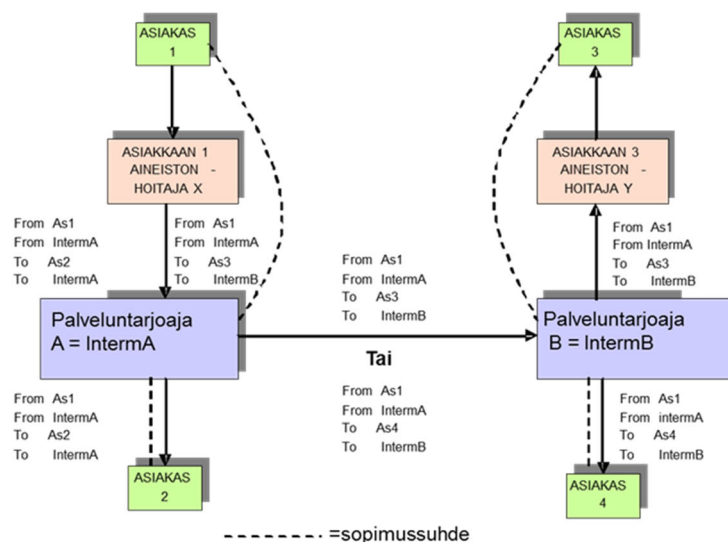 ASIAKAS
1
ASIAKAS
3
ASIAKKAAN 1
AINEISTON -
HOITAJA X
ASIAKKAAN 3
AINEISTON -
HOITAJA Y
From As1
From IntermA
To As2
To IntermA
From As1
From IntermA
To As3
To IntermB
From As1
From IntermA
To As3
To IntermB
From As1
From IntermA
To As3
To IntermB
Palveluntarjoaja
A = IntermA
Palveluntarjoaja
B = IntermB
Tai
From As1
From IntermA
To As2
To IntermA
From As1
From IntermA
To As4
To IntermB
From As1
From intermA
To As4
To IntermB
ASIAKAS
2
ASIAKAS
4
=sopimussuhde